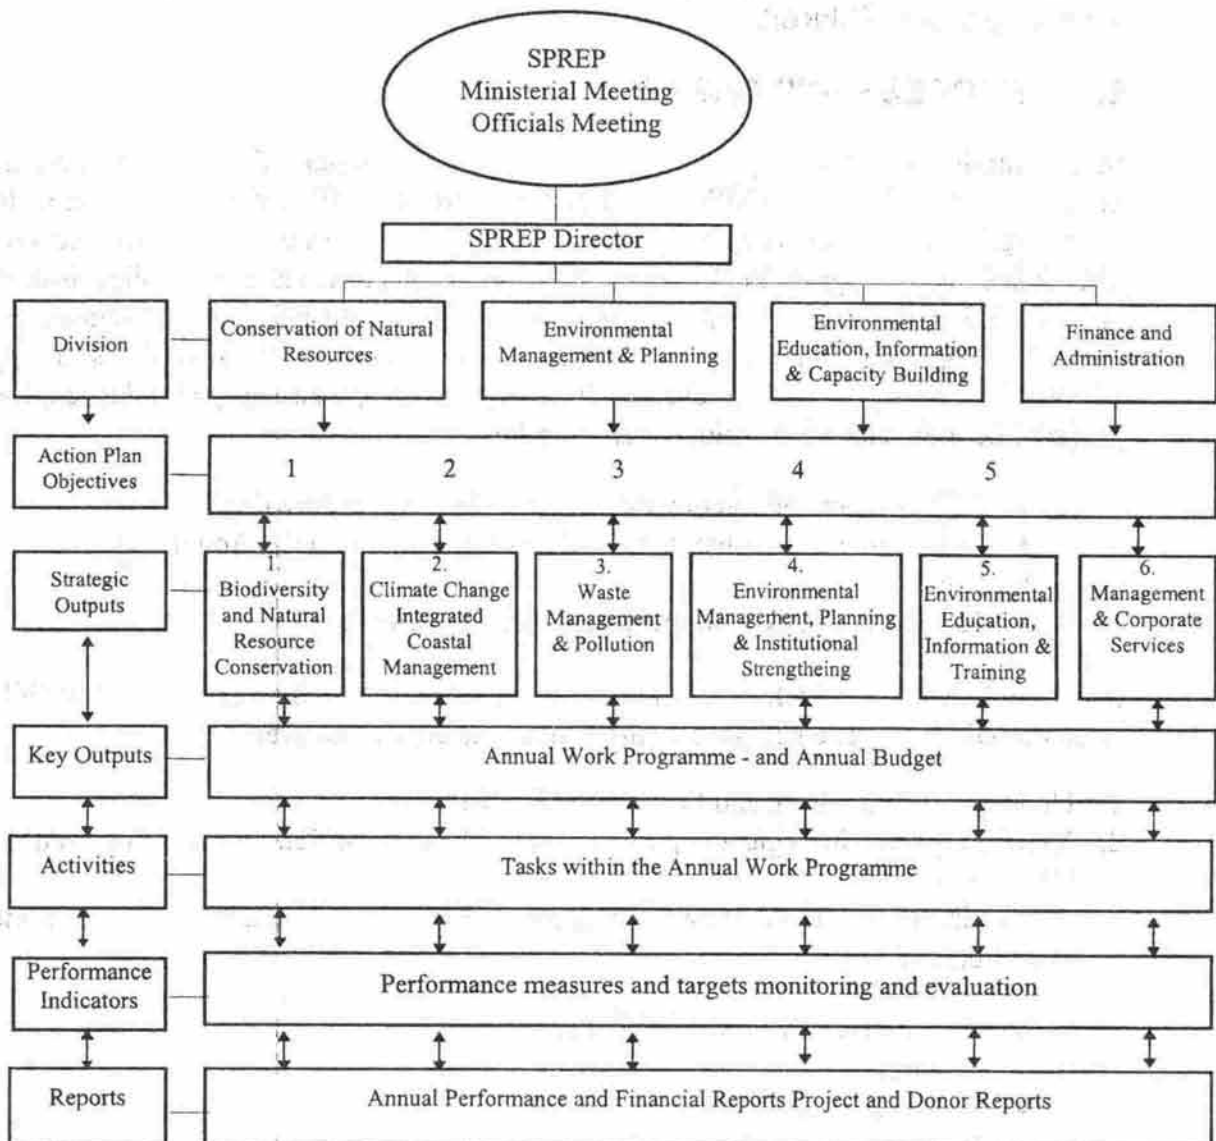 SPREP
Ministerial Meeting
Officials Meeting
SPREP Director
Division
Conservation of Natural
Resources
Environmental
Management & Planning
Environmental
Education, Information
& Capacity Building
Finance and
Administration
Action Plan
Objectives
1
2
3
4
5
Strategic
Outputs
1.
Biodiversity
and Natural
Resource
Conservation
2.
Climate Change
Integrated
Coastal
Management
3.
Waste
Management
& Pollution
4.
Environmental
Management, Planning
& Institutional
Strengtheing
5.
Environmental
Education,
Information &
Training
6.
Management
& Corporate
Services
Key Outputs
Annual Work Programme - and Annual Budget
Activities
Tasks within the Annual Work Programme
Performance
Indicators
Performance measures and targets monitoring and evaluation
Reports
Annual Performance and Financial Reports Project and Donor Reports